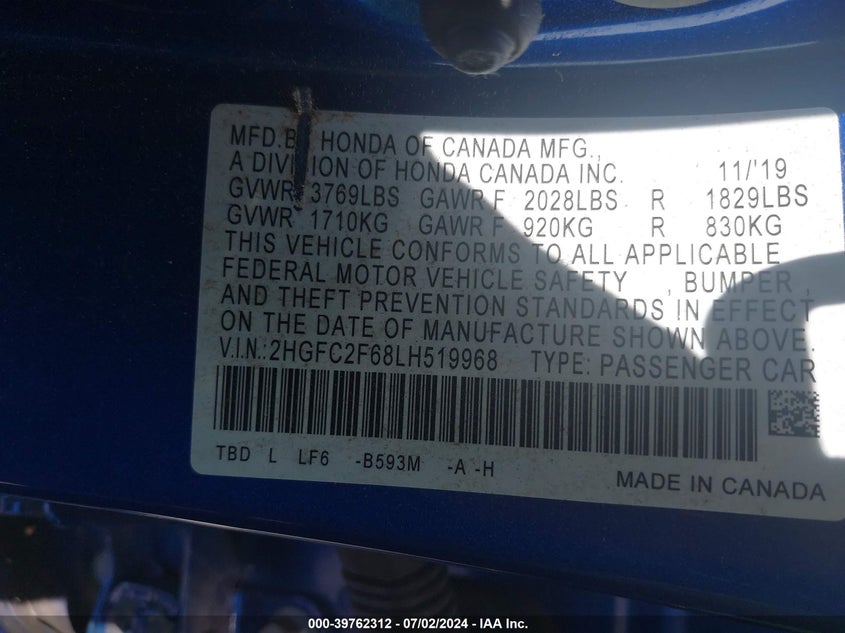 MFD.BY HONDA OF CANADA MFG.,
A DIVISION OF HONDA CANADA INC. 11/'19
GVWR 3769LBS GAWR F 2028LBS R 1829LBS
GVWR 1710KG GAWR F 920KG R 830KG
THIS VEHICLE CONFORMS TO ALL APPLICABLE
FEDERAL MOTOR VEHICLE SAFETY , BUMPER ,
AND THEFT PREVENTION STANDARDS IN EFFECT
ON THE DATE OF MANUFACTURE SHOWN ABOVE.
V.I.N.:2HGFC2F68LH519968 TYPE: PASSENGER CAR
TBD L LF6 -B593M -A -H
MADE IN CANADA
000-39762312 / 07/02/2024 - IAA Inc.